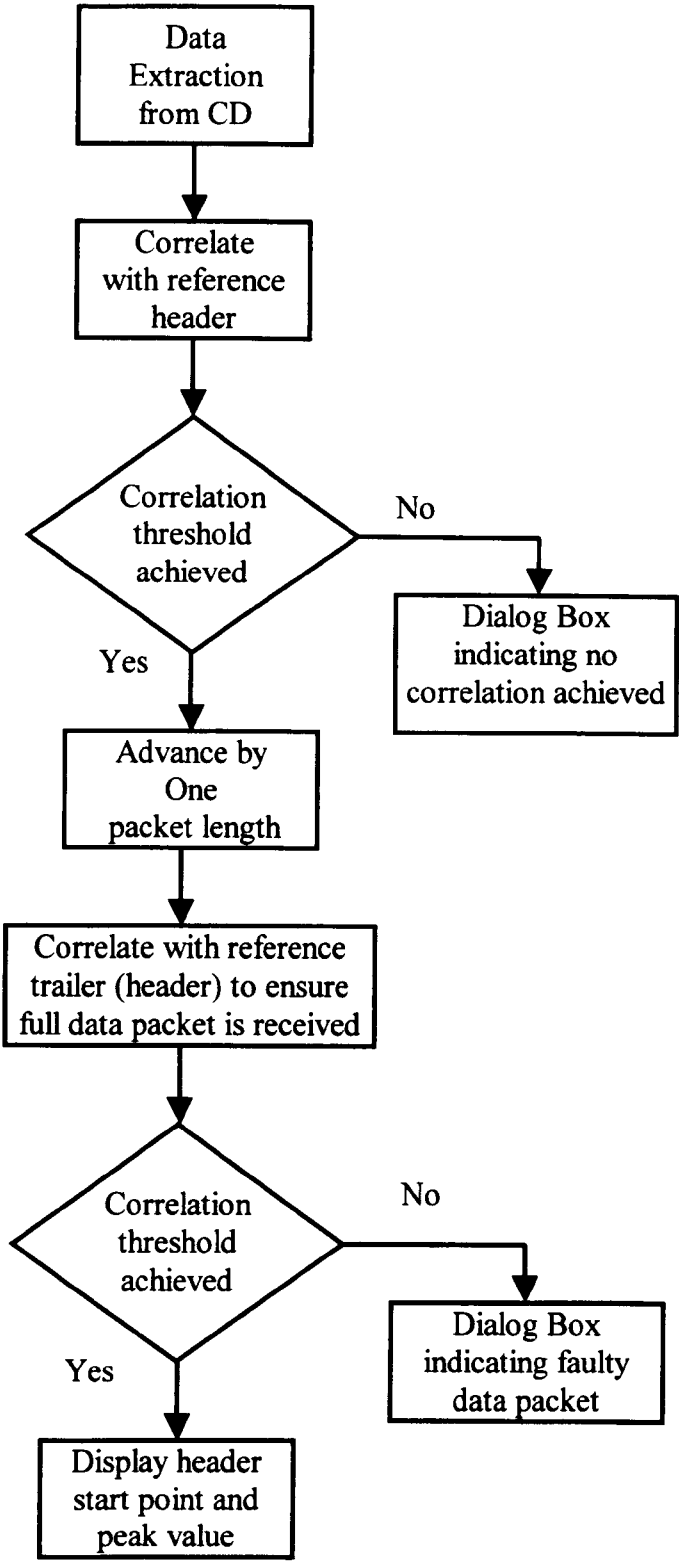 Data
Extraction
from CD
Correlate
with reference
header
Correlation
threshold
achieved
No
Dialog Box
indicating no
correlation achieved
Yes
Advance by
One
packet length
Correlate with reference
trailer (header) to ensure
full data packet is received
Correlation
threshold
achieved
No
Dialog Box
indicating faulty
data packet
Yes
Display header
start point and
peak value